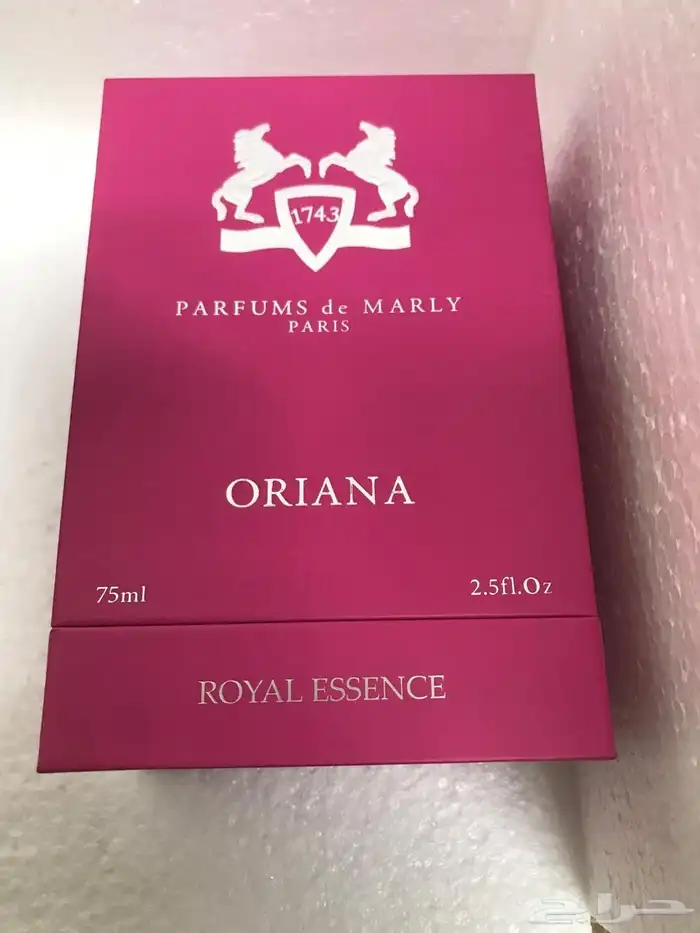 1743
PARFUMS de MARLY
PARIS
ORIANA
75ml 2.5fl.Oz
ROYAL ESSENCE
حراج